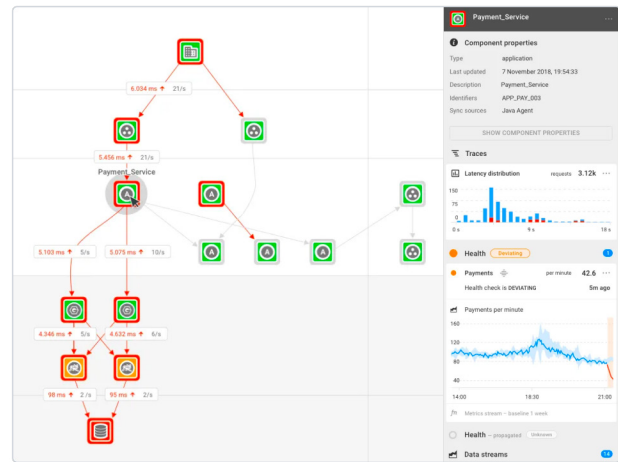 6.034 ms ↑ 21/s
5.456 ms ↑ 21/s
Payment_Service
5.103 ms ↑ 5/s
5.075 ms ↑ 10/s
4.346 ms ↑ 5/s
4.632 ms ↑ 6/s
98 ms ↑ 2 /s
95 ms ↑ 2/s
Payment_Service
Component properties
Type application
Last updated 7 November 2018, 19:54:33
Description Payment_Service
Identifiers APP_PAY_003
Sync sources Java Agent
SHOW COMPONENT PROPERTIES
Traces
Latency distribution requests 3.12k
150
75
0
0 s 9 s 18 s
Health Deviating 1
Payments per minute 42.6
Health check is DEVIATING 5m ago
Payments per minute
160
120
80
40
14:00 18:30 21:00
Metrics stream – baseline 1 week
Health – propagated Unknown
Data streams 14